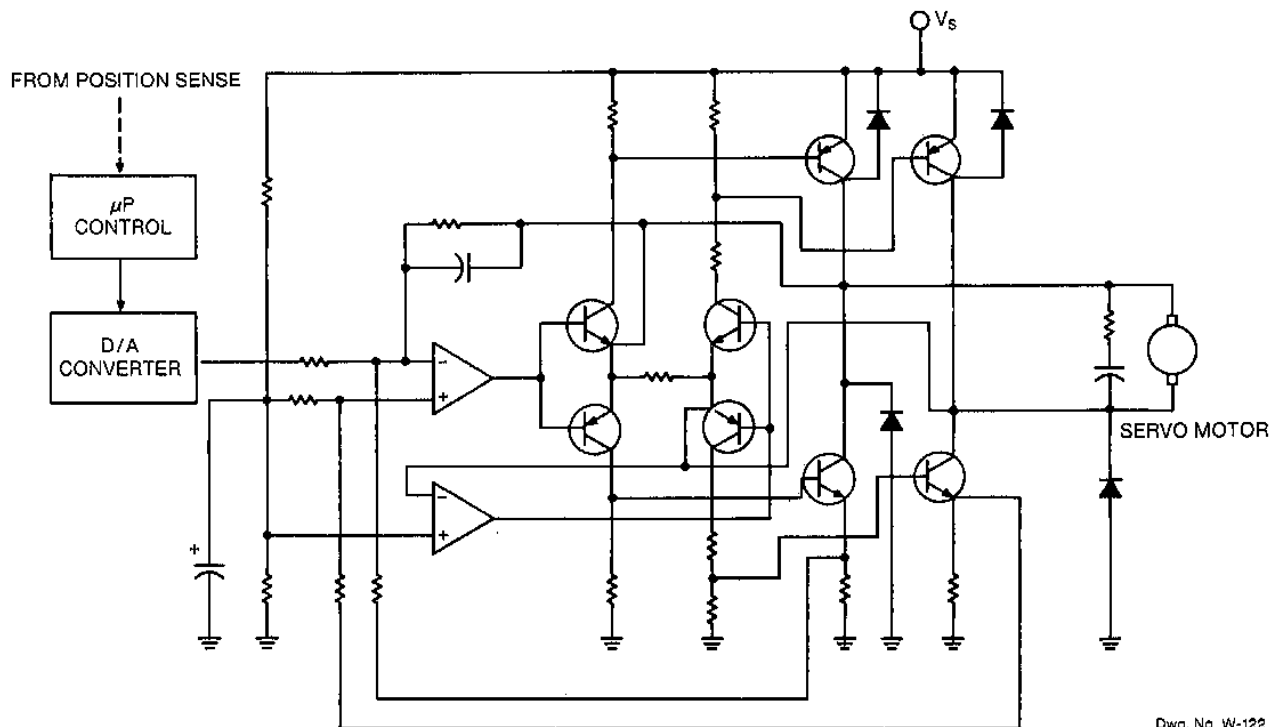 Vs
FROM POSITION SENSE
µP
CONTROL
D/A
CONVERTER
-
+
-
+
+
SERVO MOTOR
Dwg. No. W-122